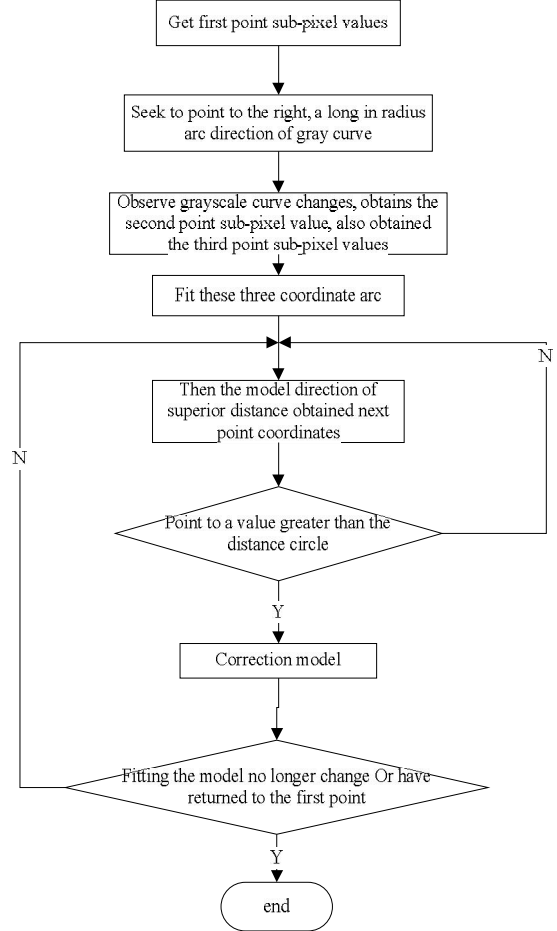 Get first point sub-pixel values
Seek to point to the right, a long in radius
arc direction of gray curve
Observe grayscale curve changes, obtains the
second point sub-pixel value, also obtained
the third point sub-pixel values
Fit these three coordinate arc
N
Then the model direction of
superior distance obtained next
point coordinates
N
Point to a value greater than the
distance circle
Y
Correction model
Fitting the model no longer change Or have
returned to the first point
Y
end